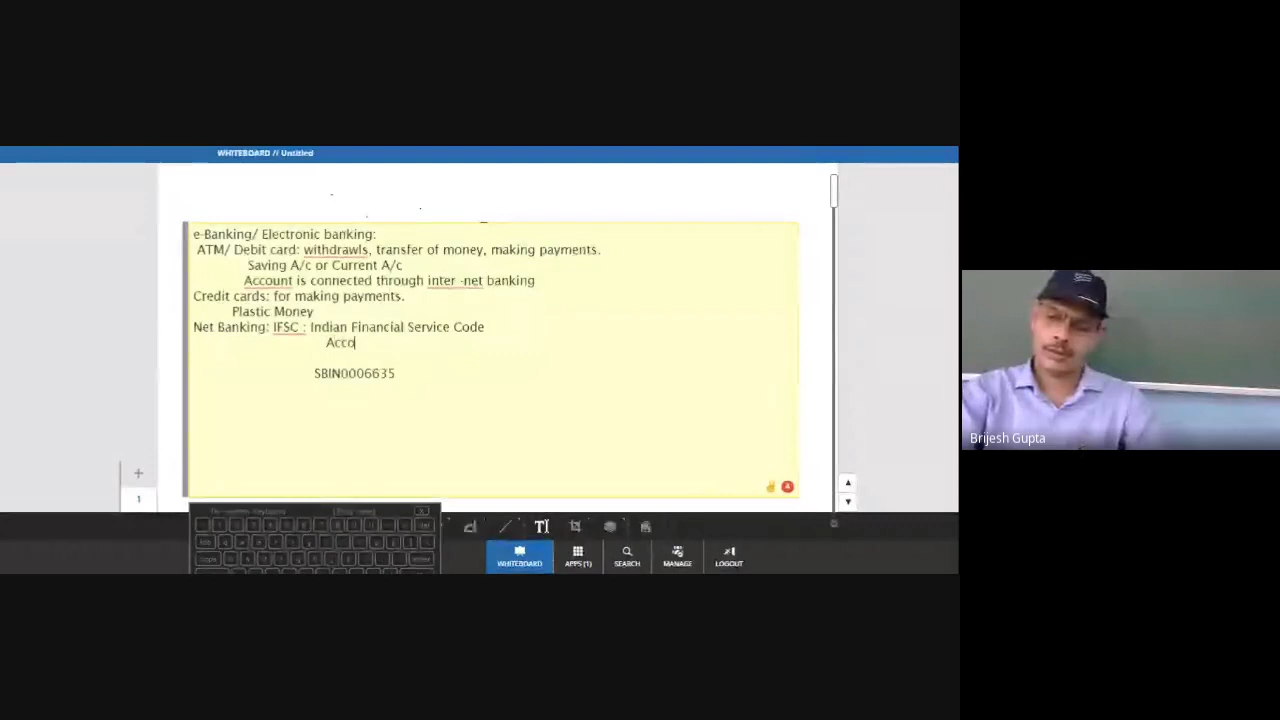 WHITEBOARD // Untitled
e-Banking/ Electronic banking:
ATM/ Debit card: withdrawls, transfer of money, making payments.
Saving A/c or Current A/c
Account is connected through inter -net banking
Credit cards: for making payments.
Plastic Money
Net Banking: IFSC : Indian Financial Service Code
Acco
SBIN0006635
Brijesh Gupta
+
1
4
WHITEBOARD
APPS (1)
SEARCH
MANAGE
LOGOUT